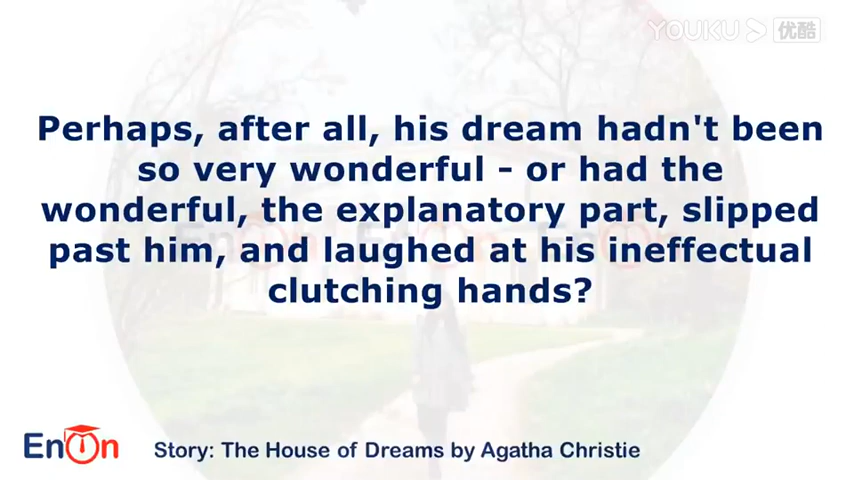 YOUKU 优酷
Perhaps, after all, his dream hadn't been
so very wonderful - or had the
wonderful, the explanatory part, slipped
past him, and laughed at his ineffectual
clutching hands?
EnOn
Story: The House of Dreams by Agatha Christie